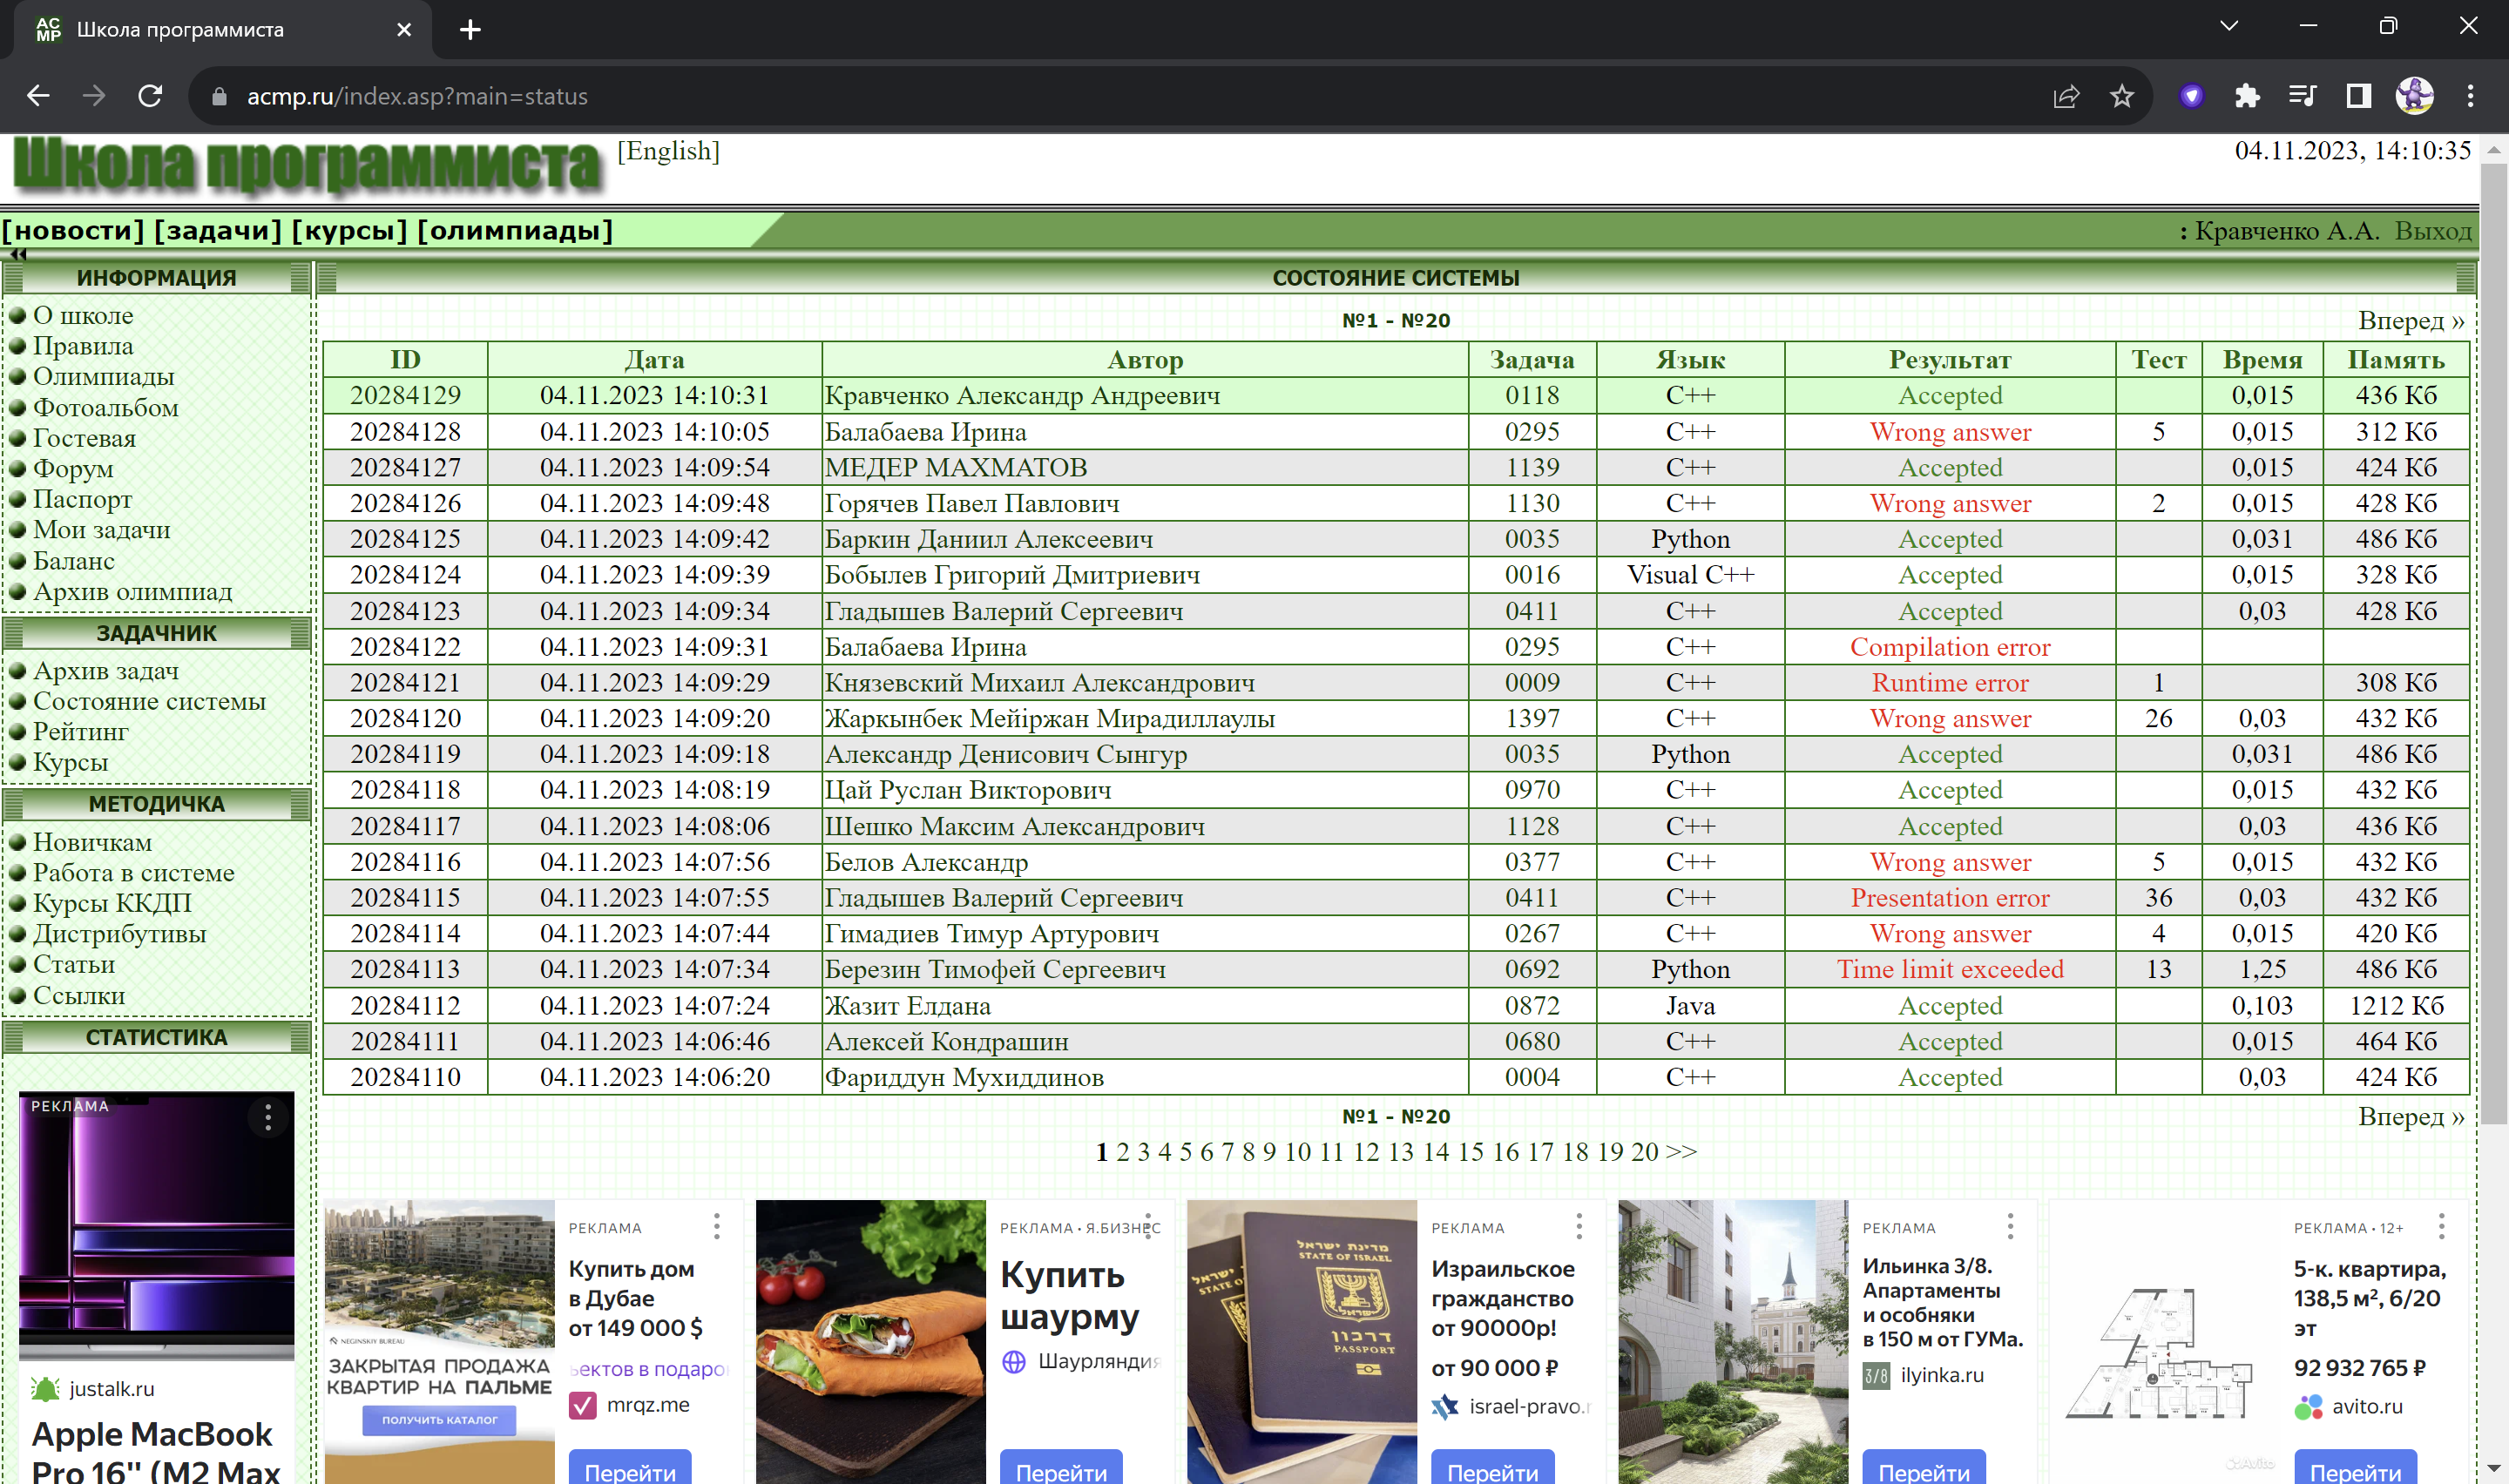 Школа программиста
acmp.ru/index.asp?main=status
Школа программиста [English] 04.11.2023, 14:10:35
[новости] [задачи] [курсы] [олимпиады] : Кравченко А.А. Выход
ИНФОРМАЦИЯ
О школе
Правила
Олимпиады
Фотоальбом
Гостевая
Форум
Паспорт
Мои задачи
Баланс
Архив олимпиад
ЗАДАЧНИК
Архив задач
Состояние системы
Рейтинг
Курсы
МЕТОДИЧКА
Новичкам
Работа в системе
Курсы ККДП
Дистрибутивы
Статьи
Ссылки
СТАТИСТИКА
РЕКЛАМА
justalk.ru
Apple MacBook
Pro 16" (M2 Max
СОСТОЯНИЕ СИСТЕМЫ
№1 - №20 Вперед »
ID Дата Автор Задача Язык Результат Тест Время Память
20284129 04.11.2023 14:10:31 Кравченко Александр Андреевич 0118 C++ Accepted 0,015 436 Кб
20284128 04.11.2023 14:10:05 Балабаева Ирина 0295 C++ Wrong answer 5 0,015 312 Кб
20284127 04.11.2023 14:09:54 МЕДЕР МАХМАТОВ 1139 C++ Accepted 0,015 424 Кб
20284126 04.11.2023 14:09:48 Горячев Павел Павлович 1130 C++ Wrong answer 2 0,015 428 Кб
20284125 04.11.2023 14:09:42 Баркин Даниил Алексеевич 0035 Python Accepted 0,031 486 Кб
20284124 04.11.2023 14:09:39 Бобылев Григорий Дмитриевич 0016 Visual C++ Accepted 0,015 328 Кб
20284123 04.11.2023 14:09:34 Гладышев Валерий Сергеевич 0411 C++ Accepted 0,03 428 Кб
20284122 04.11.2023 14:09:31 Балабаева Ирина 0295 C++ Compilation error
20284121 04.11.2023 14:09:29 Князевский Михаил Александрович 0009 C++ Runtime error 1 308 Кб
20284120 04.11.2023 14:09:20 Жаркынбек Мейіржан Мирадиллаулы 1397 C++ Wrong answer 26 0,03 432 Кб
20284119 04.11.2023 14:09:18 Александр Денисович Сынгур 0035 Python Accepted 0,031 486 Кб
20284118 04.11.2023 14:08:19 Цай Руслан Викторович 0970 C++ Accepted 0,015 432 Кб
20284117 04.11.2023 14:08:06 Шешко Максим Александрович 1128 C++ Accepted 0,03 436 Кб
20284116 04.11.2023 14:07:56 Белов Александр 0377 C++ Wrong answer 5 0,015 432 Кб
20284115 04.11.2023 14:07:55 Гладышев Валерий Сергеевич 0411 C++ Presentation error 36 0,03 432 Кб
20284114 04.11.2023 14:07:44 Гимадиев Тимур Артурович 0267 C++ Wrong answer 4 0,015 420 Кб
20284113 04.11.2023 14:07:34 Березин Тимофей Сергеевич 0692 Python Time limit exceeded 13 1,25 486 Кб
20284112 04.11.2023 14:07:24 Жазит Елдана 0872 Java Accepted 0,103 1212 Кб
20284111 04.11.2023 14:06:46 Алексей Кондрашин 0680 C++ Accepted 0,015 464 Кб
20284110 04.11.2023 14:06:20 Фариддун Мухиддинов 0004 C++ Accepted 0,03 424 Кб
№1 - №20 Вперед »
1 2 3 4 5 6 7 8 9 10 11 12 13 14 15 16 17 18 19 20 >>
NEGINSKIY BUREAU
ЗАКРЫТАЯ ПРОДАЖА
КВАРТИР НА ПАЛЬМЕ
ПОЛУЧИТЬ КАТАЛОГ
РЕКЛАМА
Купить дом
в Дубае
от 149 000 $
ъектов в подаро
mrqz.me
Перейти
РЕКЛАМА • Я.БИЗНЕС
Купить
шаурму
Шаурляндия
Перейти
מדינת ישראל
STATE OF ISRAEL
דרכון
PASSPORT
РЕКЛАМА
Израильское
гражданство
от 90000р!
от 90 000 ₽
israel-pravo.r
Перейти
РЕКЛАМА
Ильинка 3/8.
Апартаменты
и особняки
в 150 м от ГУМа.
3/8 ilyinka.ru
Перейти
Avito
РЕКЛАМА • 12+
5-к. квартира,
138,5 м², 6/20
эт
92 932 765 ₽
avito.ru
Перейти